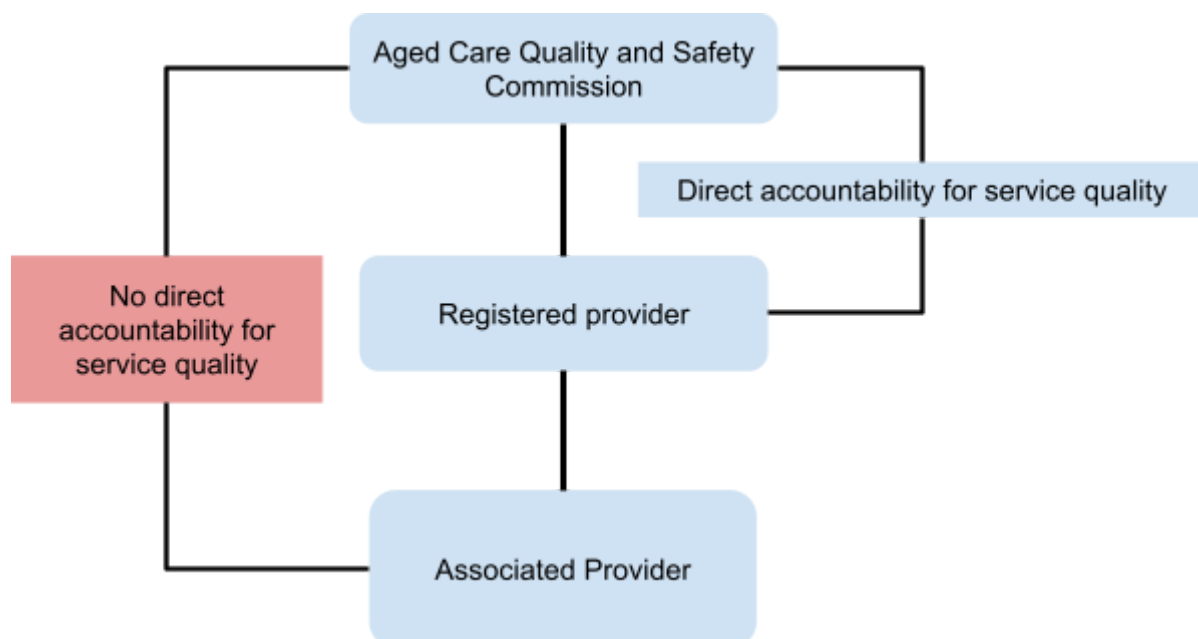 Aged Care Quality and Safety
Commission
Direct accountability for service quality
No direct
accountability for
service quality
Registered provider
Associated Provider